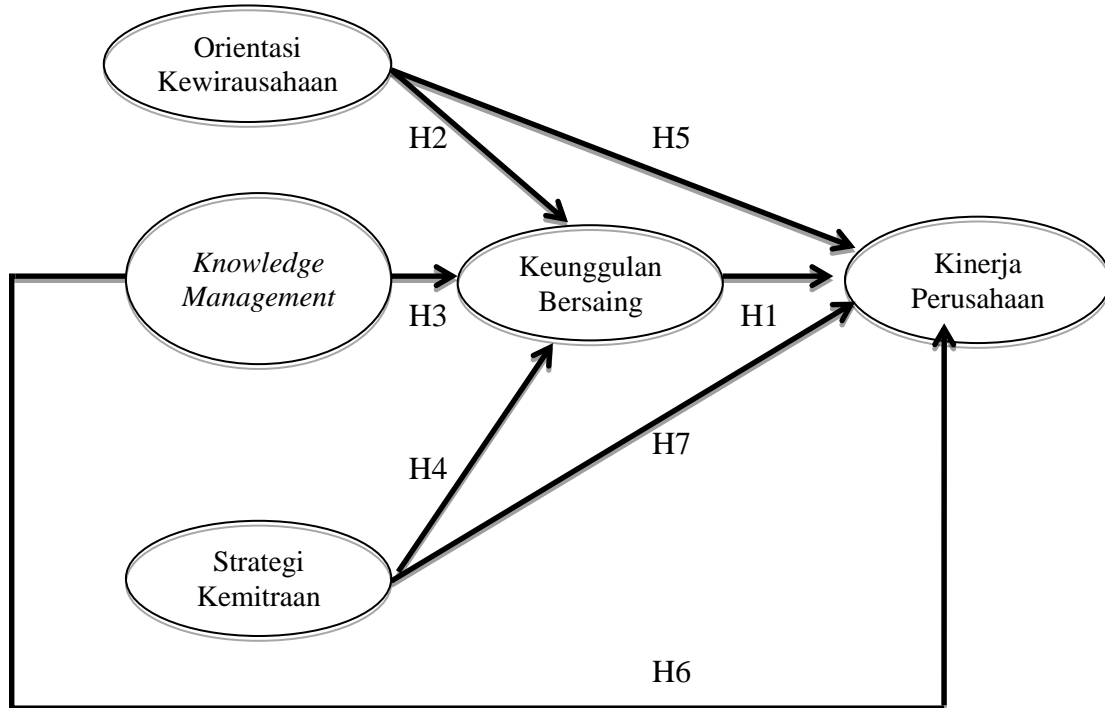 Orientasi
Kewirausahaan
H2
H5
Knowledge
Management
H3
Keunggulan
Bersaing
H1
Kinerja
Perusahaan
H4
H7
Strategi
Kemitraan
H6